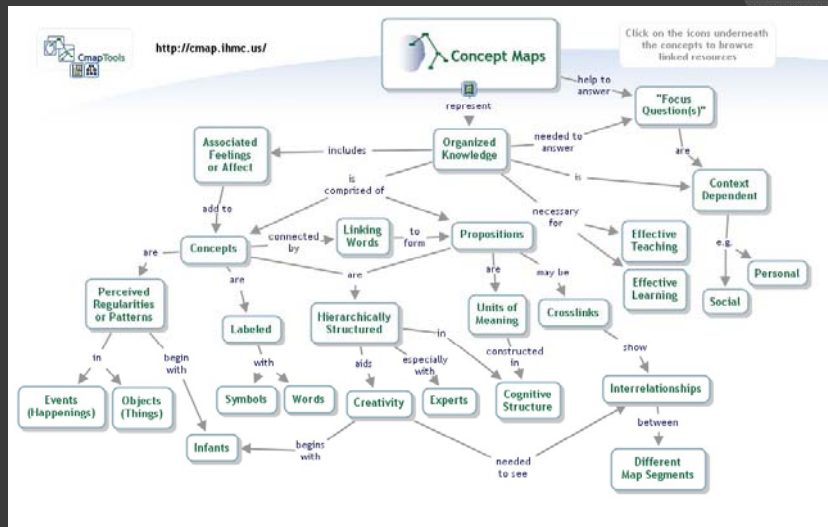 CmapTools
http://cmap.ihmc.us/
Concept Maps
Click on the icons underneath
the concepts to browse
linked resources
help to
answer
represent
"Focus
Question(s)"
Associated
Feelings
or Affect
includes
Organized
Knowledge
needed to
answer
are
is
comprised of
is
Context
Dependent
add to
necessary
for
Concepts
connected
by
Linking
Words
to
form
Propositions
Effective
Teaching
e.g.
Personal
are
are
are
are
may be
Effective
Learning
Social
Perceived
Regularities
or Patterns
Labeled
Hierarchically
Structured
Units of
Meaning
Crosslinks
in
begin
with
with
aids
especially
with
in
constructed
in
show
Events
(Happenings)
Objects
(Things)
Symbols
Words
Creativity
Experts
Cognitive
Structure
Interrelationships
Infants
begins
with
needed
to see
between
Different
Map Segments